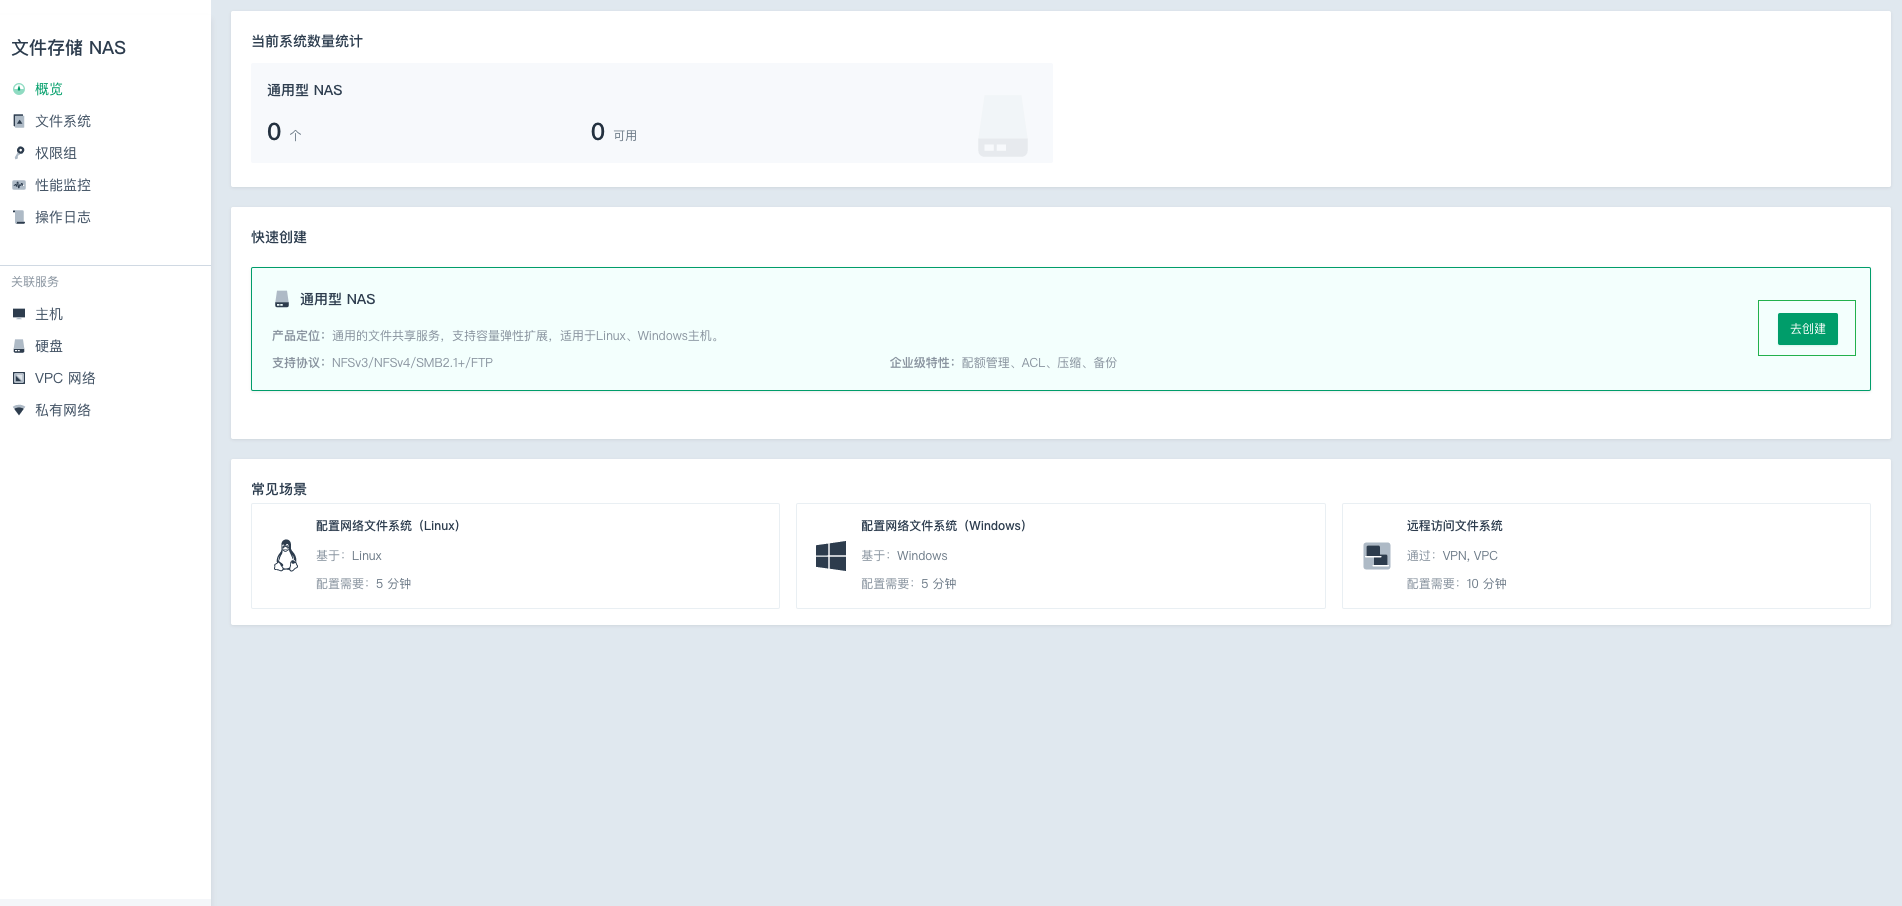 文件存储 NAS
概览
文件系统
权限组
性能监控
操作日志
关联服务
主机
硬盘
VPC 网络
私有网络
当前系统数量统计
通用型 NAS
0 个
0 可用
快速创建
通用型 NAS
产品定位：通用的文件共享服务，支持容量弹性扩展，适用于Linux、Windows主机。
支持协议：NFSv3/NFSv4/SMB2.1+/FTP
企业级特性：配额管理、ACL、压缩、备份
去创建
常见场景
配置网络文件系统（Linux）
基于：Linux
配置需要：5 分钟
配置网络文件系统（Windows）
基于：Windows
配置需要：5 分钟
远程访问文件系统
通过：VPN, VPC
配置需要：10 分钟